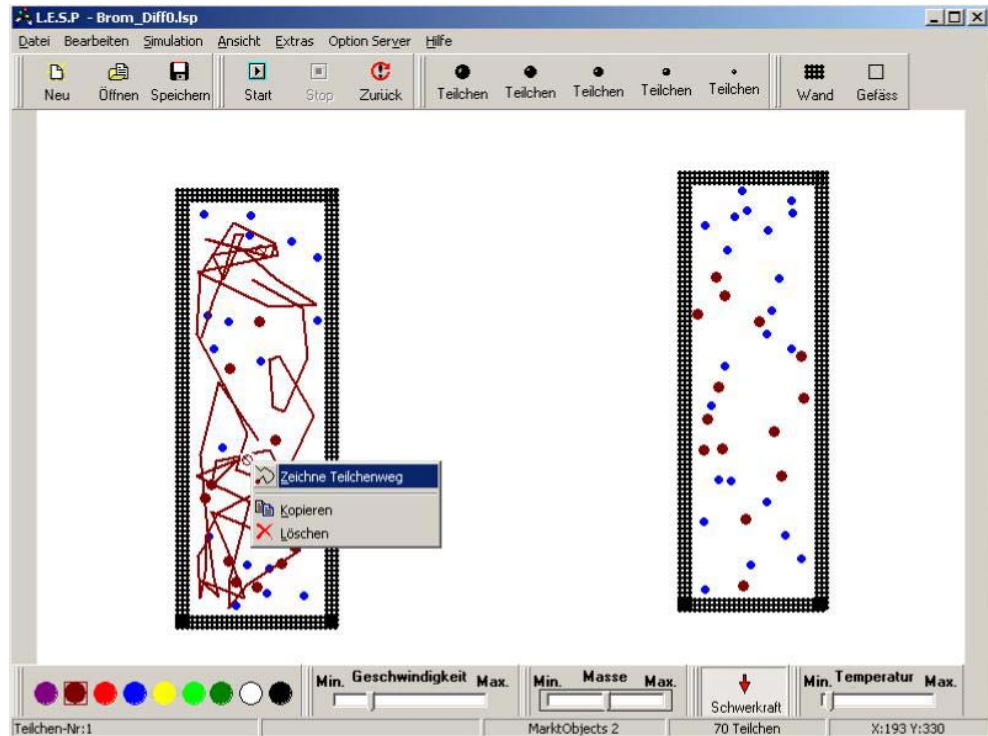 L.E.S.P - Brom_Diff0.lsp
Datei Bearbeiten Simulation Ansicht Extras Option Server Hilfe
Neu Öffnen Speichern Start Stop Zurück Teilchen Teilchen Teilchen Teilchen Teilchen Wand Gefäss
Zeichne Teilchenweg
Kopieren
Löschen
Min. Geschwindigkeit Max. Min. Masse Max. Schwerkraft Min. Temperatur Max.
Teilchen-Nr:1 MarktObjects 2 70 Teilchen X:193 Y:330